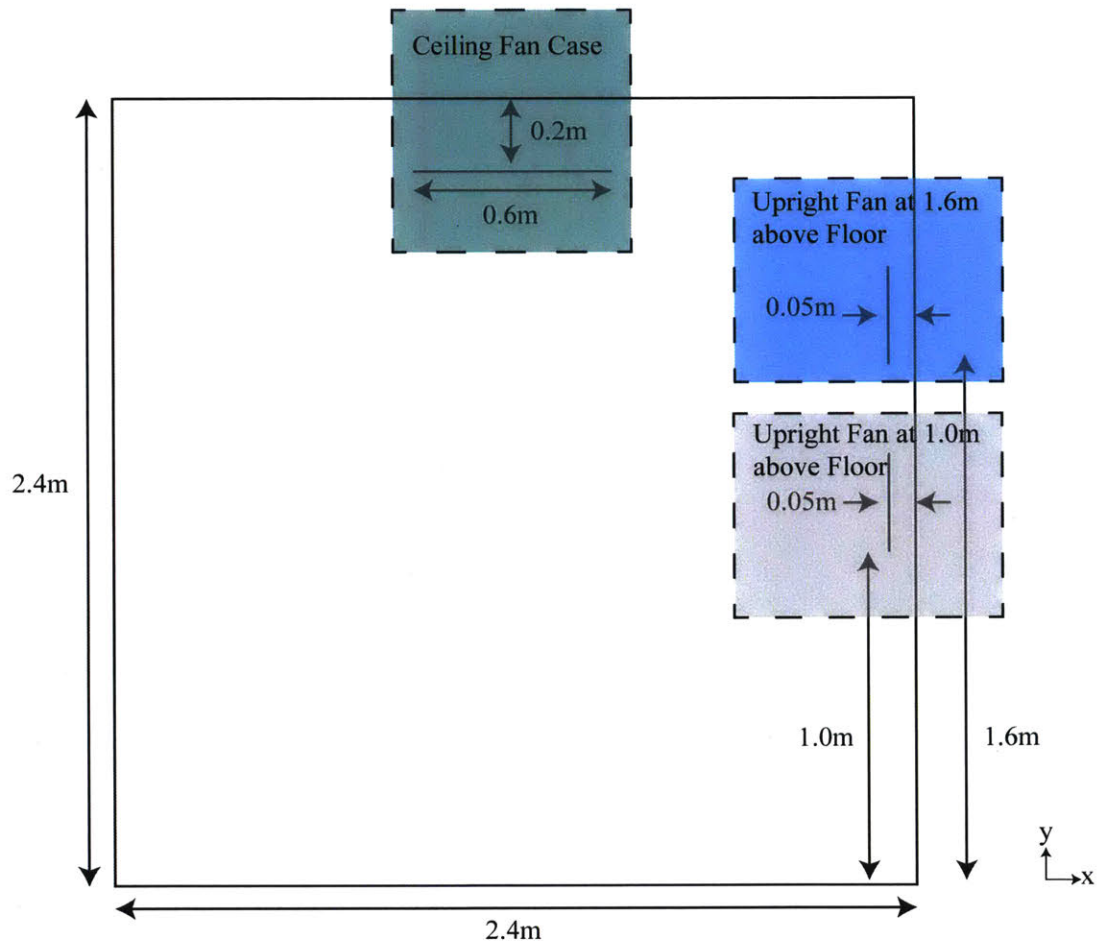 Ceiling Fan Case
0.2m
0.6m
Upright Fan at 1.6m
above Floor
0.05m
Upright Fan at 1.0m
above Floor
0.05m
2.4m
1.0m
1.6m
y
x
2.4m